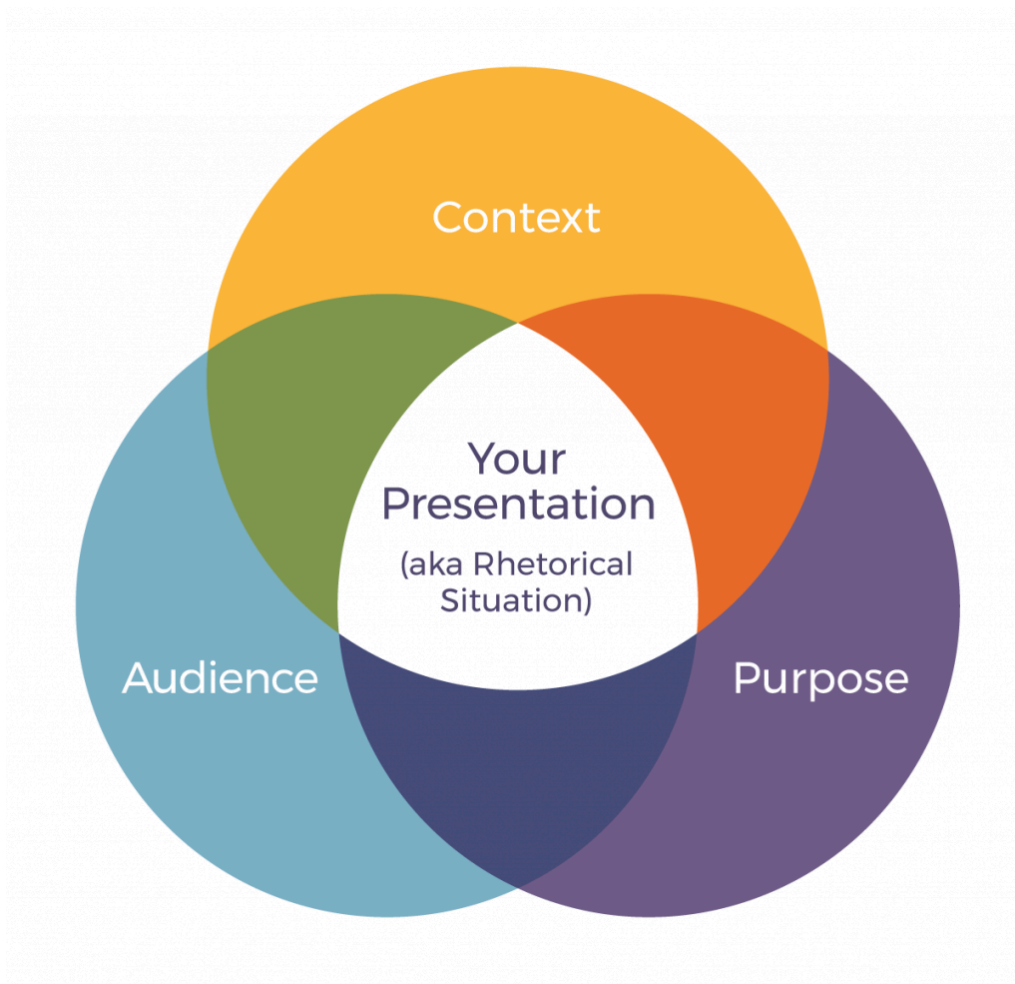 Context
Your
Presentation
(aka Rhetorical
Situation)
Audience
Purpose